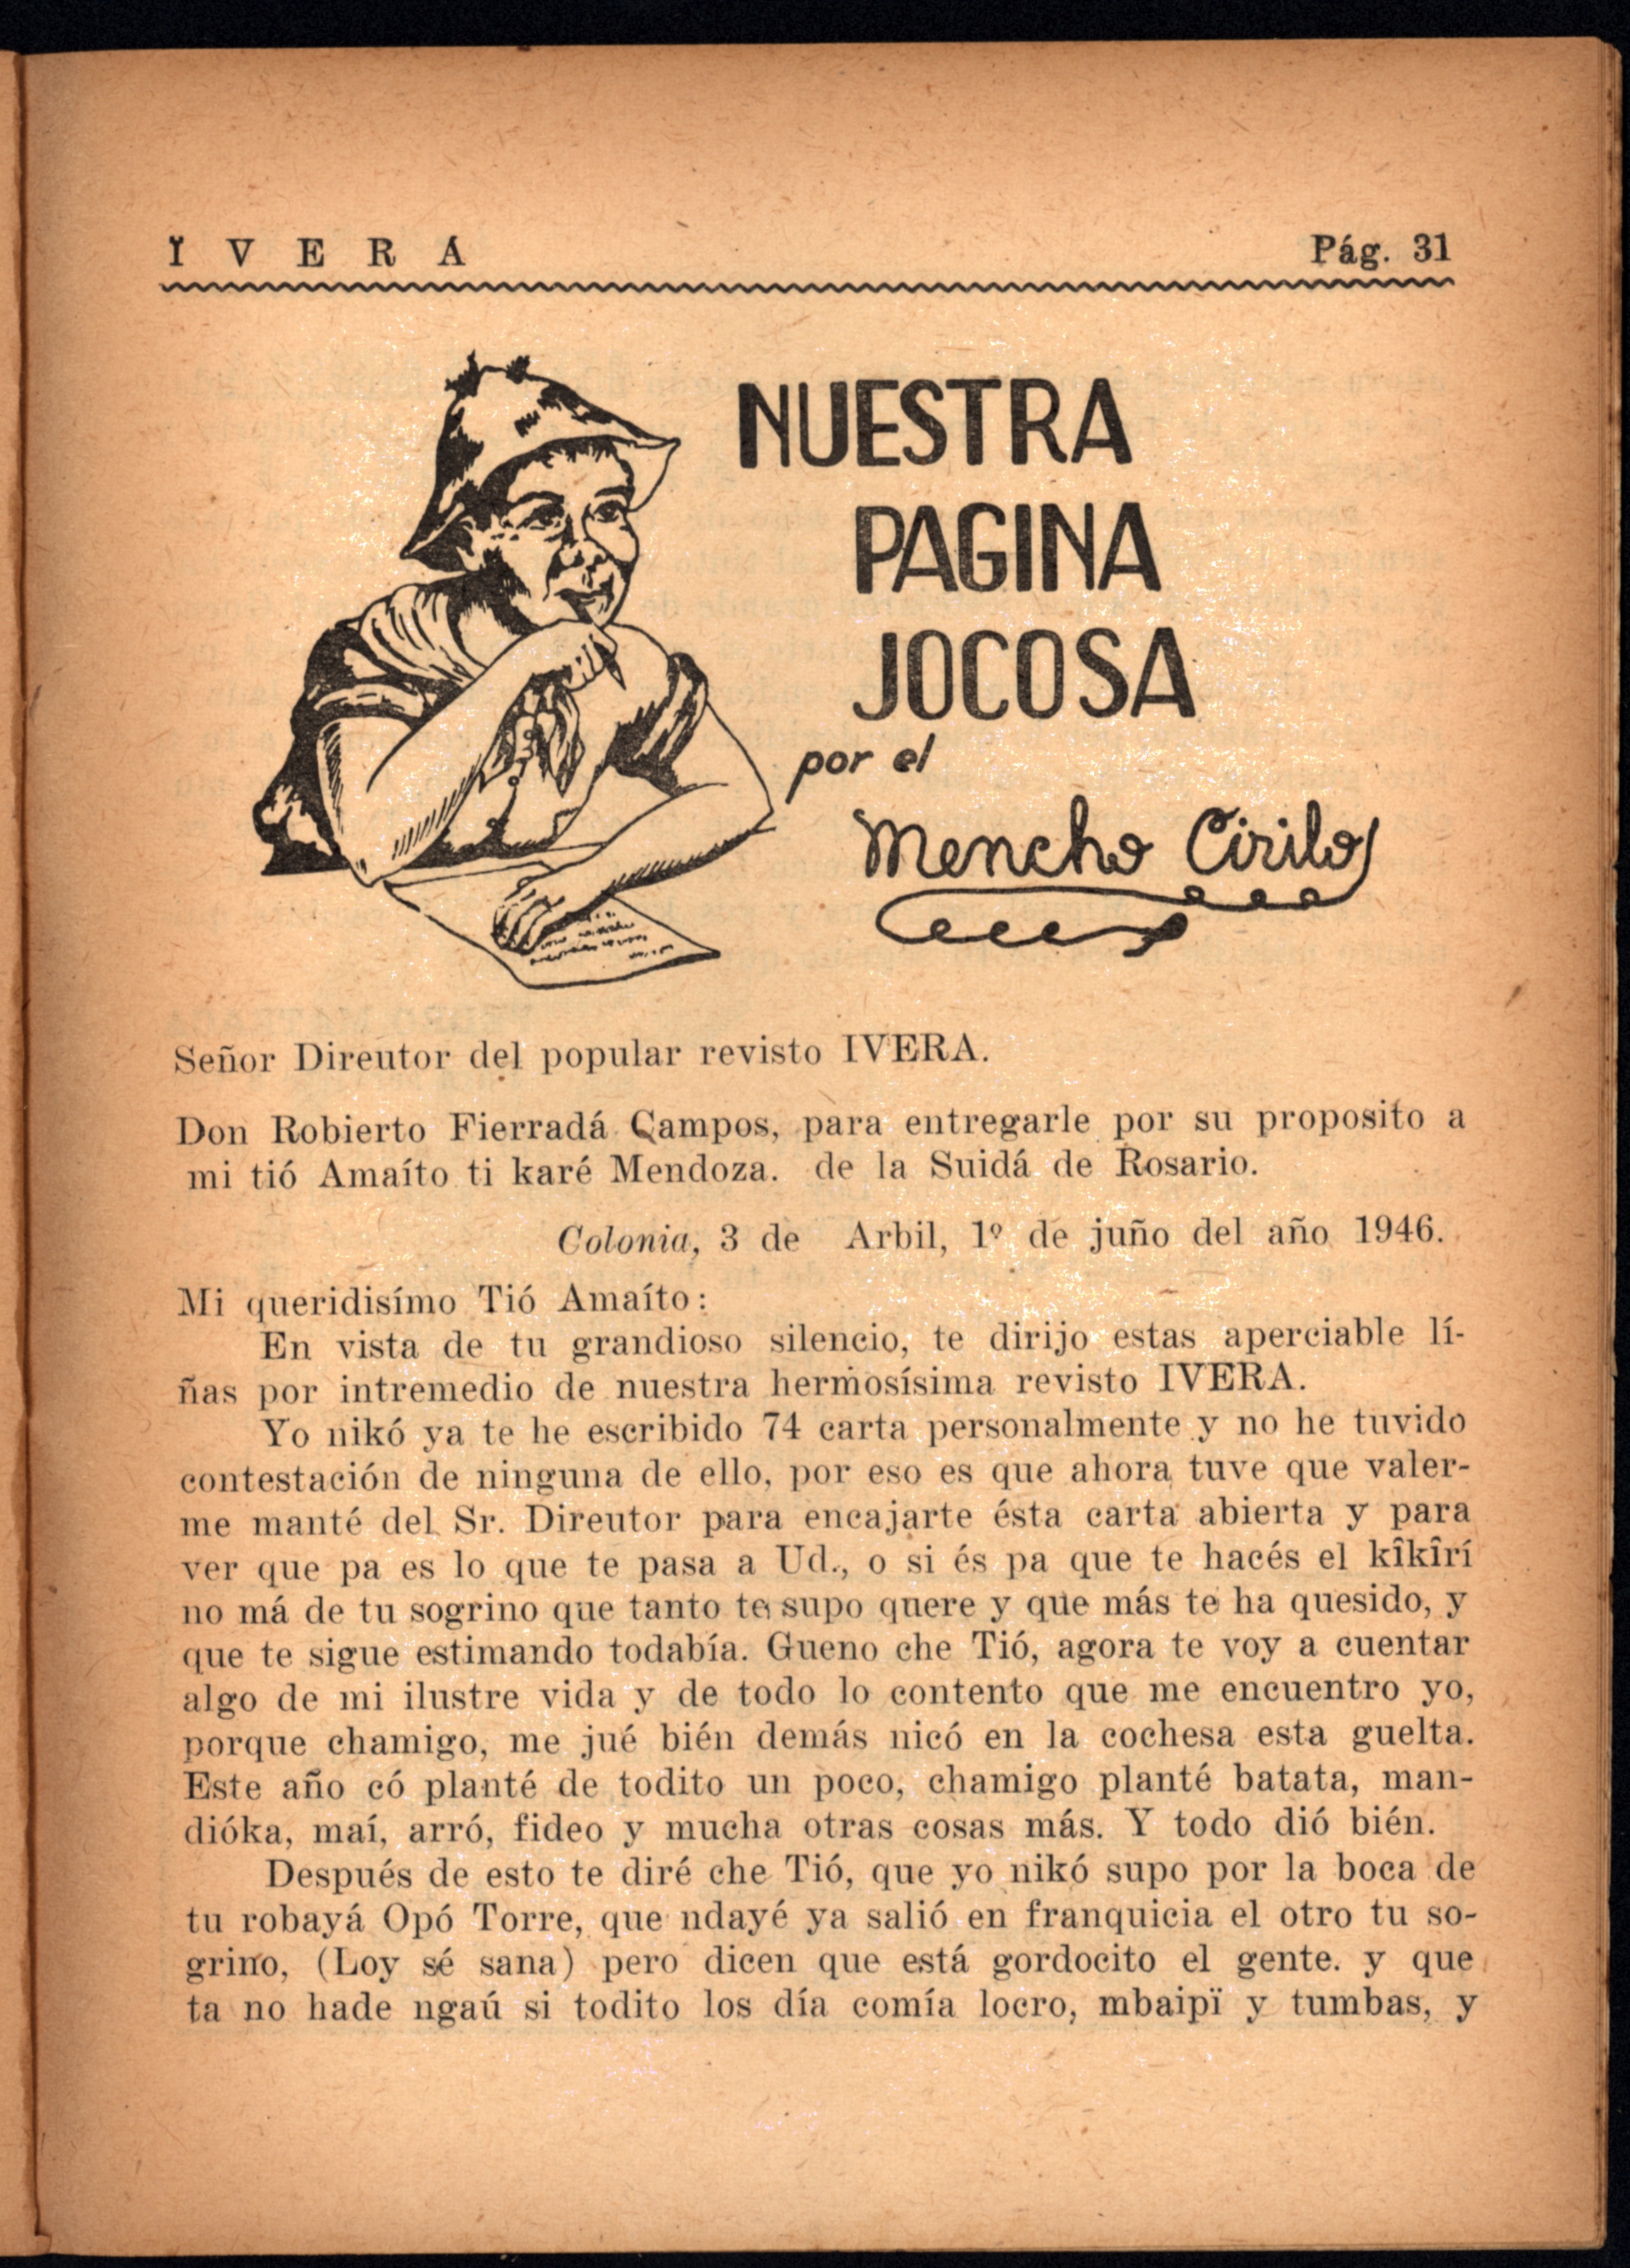 Ï V E R Á
Pág. 31
NUESTRA
PAGINA
JOCOSA
por el
Mencho Cirilo
Señor Direutor del popular revisto IVERA.
Don Robierto Fierradá Campos, para entregarle por su proposito a
mi tió Amaíto ti karé Mendoza. de la Suidá de Rosario.
Colonia, 3 de Arbil, 1º de juño del año 1946.
Mi queridisímo Tió Amaíto:
En vista de tu grandioso silencio, te dirijo estas aperciable lí-
ñas por intremedio de nuestra hermosísima revisto IVERA.
Yo nikó ya te he escribido 74 carta personalmente y no he tuvido
contestación de ninguna de ello, por eso es que ahora tuve que valer-
me manté del Sr. Direutor para encajarte ésta carta abierta y para
ver que pa es lo que te pasa a Ud., o si és pa que te hacés el kîkîrí
no má de tu sogrino que tanto te supo quere y que más te ha quesido, y
que te sigue estimando todabía. Gueno che Tió, agora te voy a cuentar
algo de mi ilustre vida y de todo lo contento que me encuentro yo,
porque chamigo, me jué bién demás nicó en la cochesa esta guelta.
Este año có planté de todito un poco, chamigo planté batata, man-
dióka, maí, arró, fideo y mucha otras cosas más. Y todo dió bién.
Después de esto te diré che Tió, que yo nikó supo por la boca de
tu robayá Opó Torre, que ndayé ya salió en franquicia el otro tu so-
grino, (Loy sé sana) pero dicen que está gordocito el gente. y que
ta no hade ngaú si todito los día comía locro, mbaipï y tumbas, y